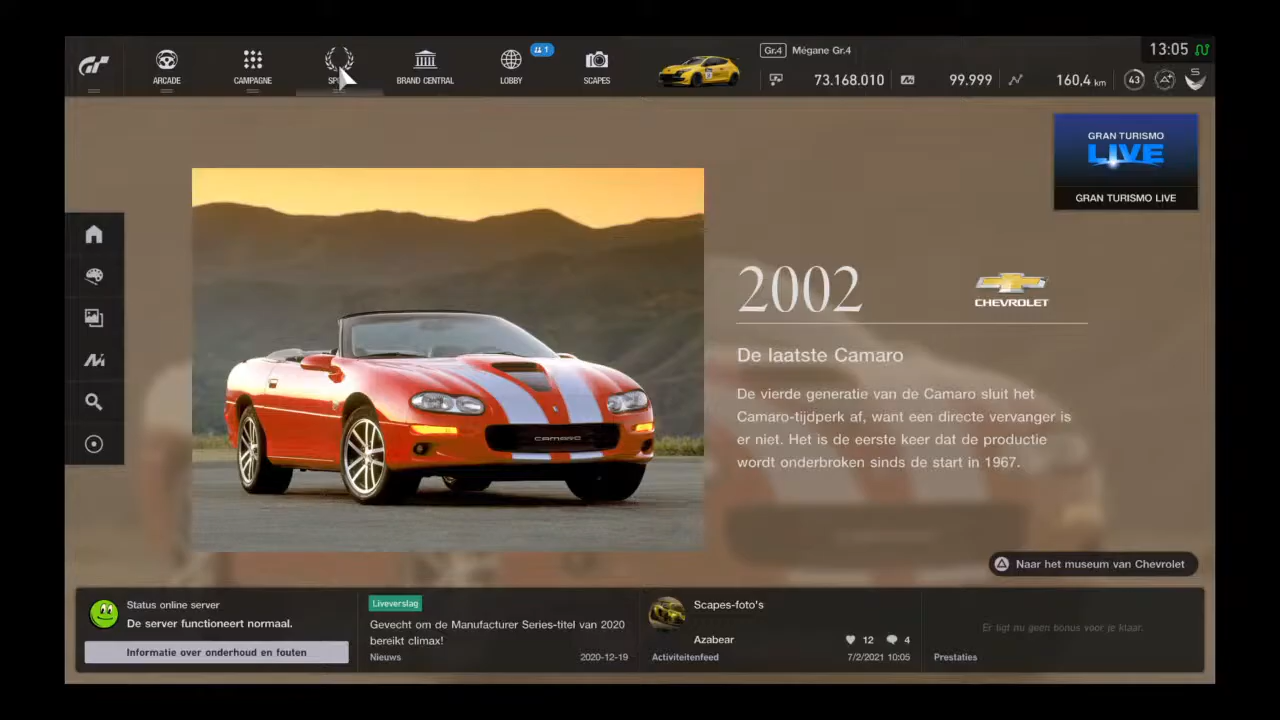 ARCADE
CAMPAGNE
BRAND CENTRAL
1
LOBBY
SCAPES
Gr.4 Mégane Gr.4
73.168.010
99.999
160,4 km
13:05
43
S
GRAN TURISMO
LIVE
GRAN TURISMO LIVE
2002
CHEVROLET
De laatste Camaro
De vierde generatie van de Camaro sluit het
Camaro-tijdperk af, want een directe vervanger is
er niet. Het is de eerste keer dat de productie
wordt onderbroken sinds de start in 1967.
CAMARO
Naar het museum van Chevrolet
Status online server
De server functioneert normaal.
Informatie over onderhoud en fouten
Liveverslag
Gevecht om de Manufacturer Series-titel van 2020
bereikt climax!
Nieuws 2020-12-19
Scapes-foto's
Azabear 12 4
Activiteitenfeed 7/2/2021 10:05
Er ligt nu geen bonus voor je klaar.
Prestaties